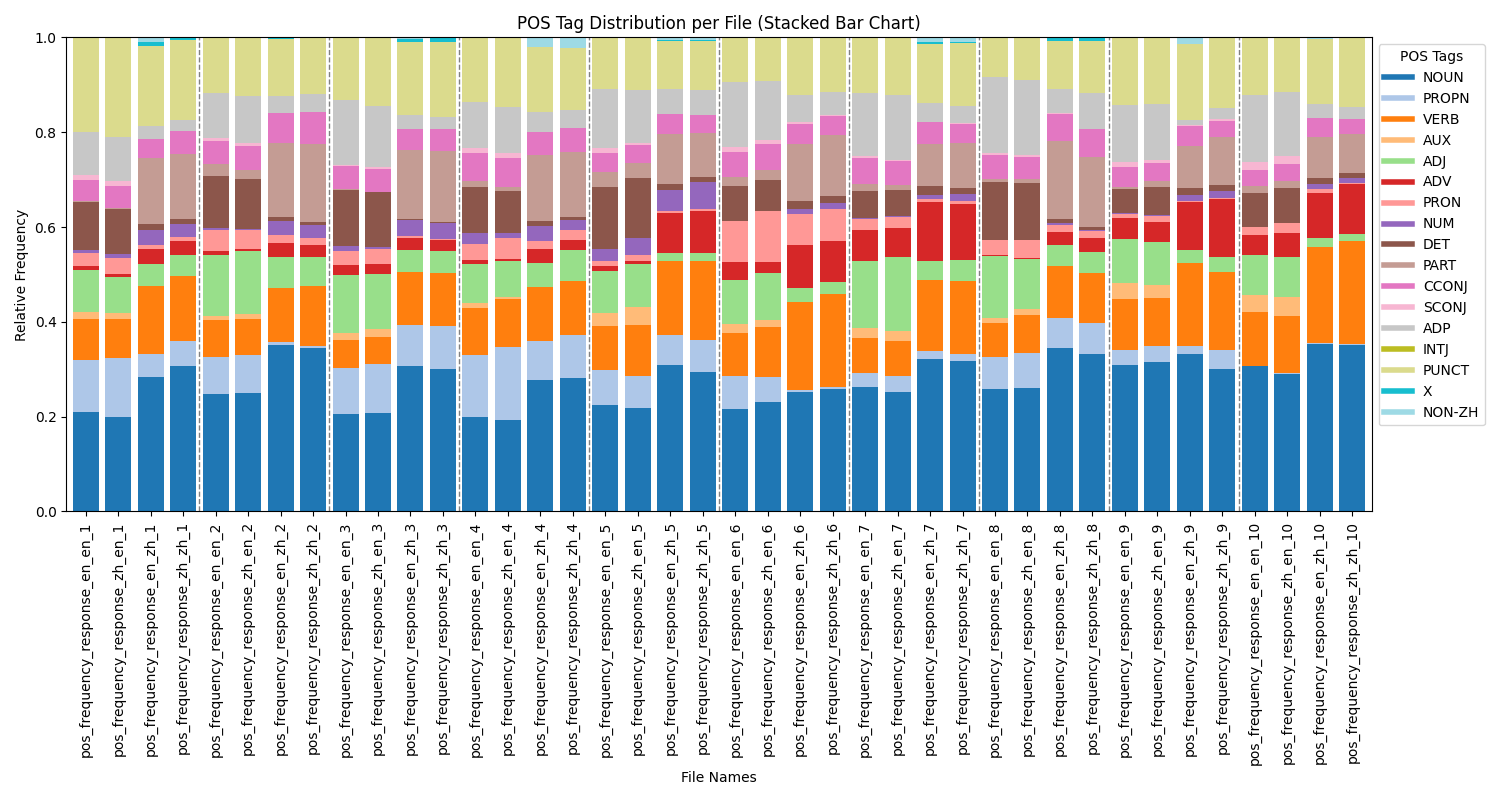 POS Tag Distribution per File (Stacked Bar Chart)
Relative Frequency
1.0
0.8
0.6
0.4
0.2
0.0
pos_frequency_response_en_en_1
pos_frequency_response_zh_en_1
pos_frequency_response_en_zh_1
pos_frequency_response_zh_zh_1
pos_frequency_response_en_en_2
pos_frequency_response_zh_en_2
pos_frequency_response_en_zh_2
pos_frequency_response_zh_zh_2
pos_frequency_response_en_en_3
pos_frequency_response_zh_en_3
pos_frequency_response_en_zh_3
pos_frequency_response_zh_zh_3
pos_frequency_response_en_en_4
pos_frequency_response_zh_en_4
pos_frequency_response_en_zh_4
pos_frequency_response_zh_zh_4
pos_frequency_response_en_en_5
pos_frequency_response_zh_en_5
pos_frequency_response_en_zh_5
pos_frequency_response_zh_zh_5
pos_frequency_response_en_en_6
pos_frequency_response_zh_en_6
pos_frequency_response_en_zh_6
pos_frequency_response_zh_zh_6
pos_frequency_response_en_en_7
pos_frequency_response_zh_en_7
pos_frequency_response_en_zh_7
pos_frequency_response_zh_zh_7
pos_frequency_response_en_en_8
pos_frequency_response_zh_en_8
pos_frequency_response_en_zh_8
pos_frequency_response_zh_zh_8
pos_frequency_response_en_en_9
pos_frequency_response_zh_en_9
pos_frequency_response_en_zh_9
pos_frequency_response_zh_zh_9
pos_frequency_response_en_en_10
pos_frequency_response_zh_en_10
pos_frequency_response_en_zh_10
pos_frequency_response_zh_zh_10
File Names
POS Tags
NOUN
PROPN
VERB
AUX
ADJ
ADV
PRON
NUM
DET
PART
CCONJ
SCONJ
ADP
INTJ
PUNCT
X
NON-ZH